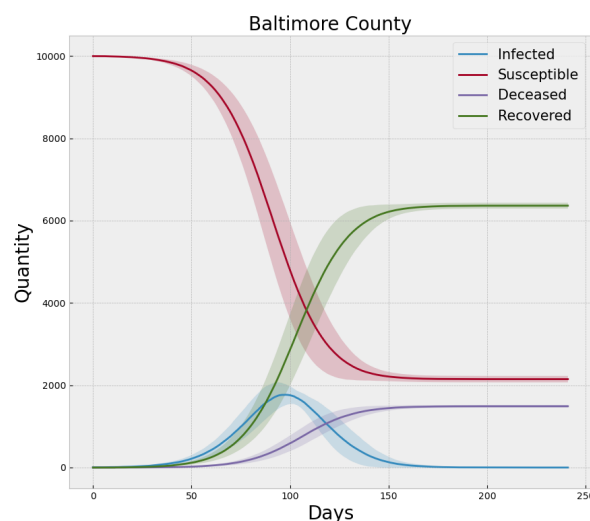 Baltimore County
Infected
Susceptible
Deceased
Recovered
Quantity
10000
8000
6000
4000
2000
0
0 50 100 150 200 250
Days